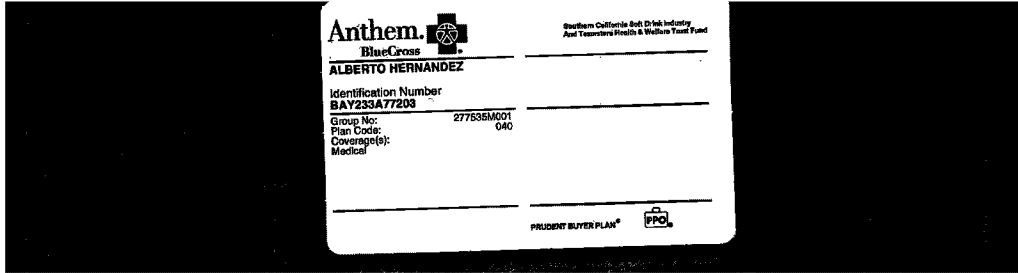 Anthem.
BlueCross
Southern California Soft Drink Industry
And Teamsters Health & Welfare Trust Fund
ALBERTO HERNANDEZ
Identification Number
BAY233A77203
Group No: 277535M001
Plan Code: 040
Coverage(s):
Medical
PRUDENT BUYER PLAN®
PPO®